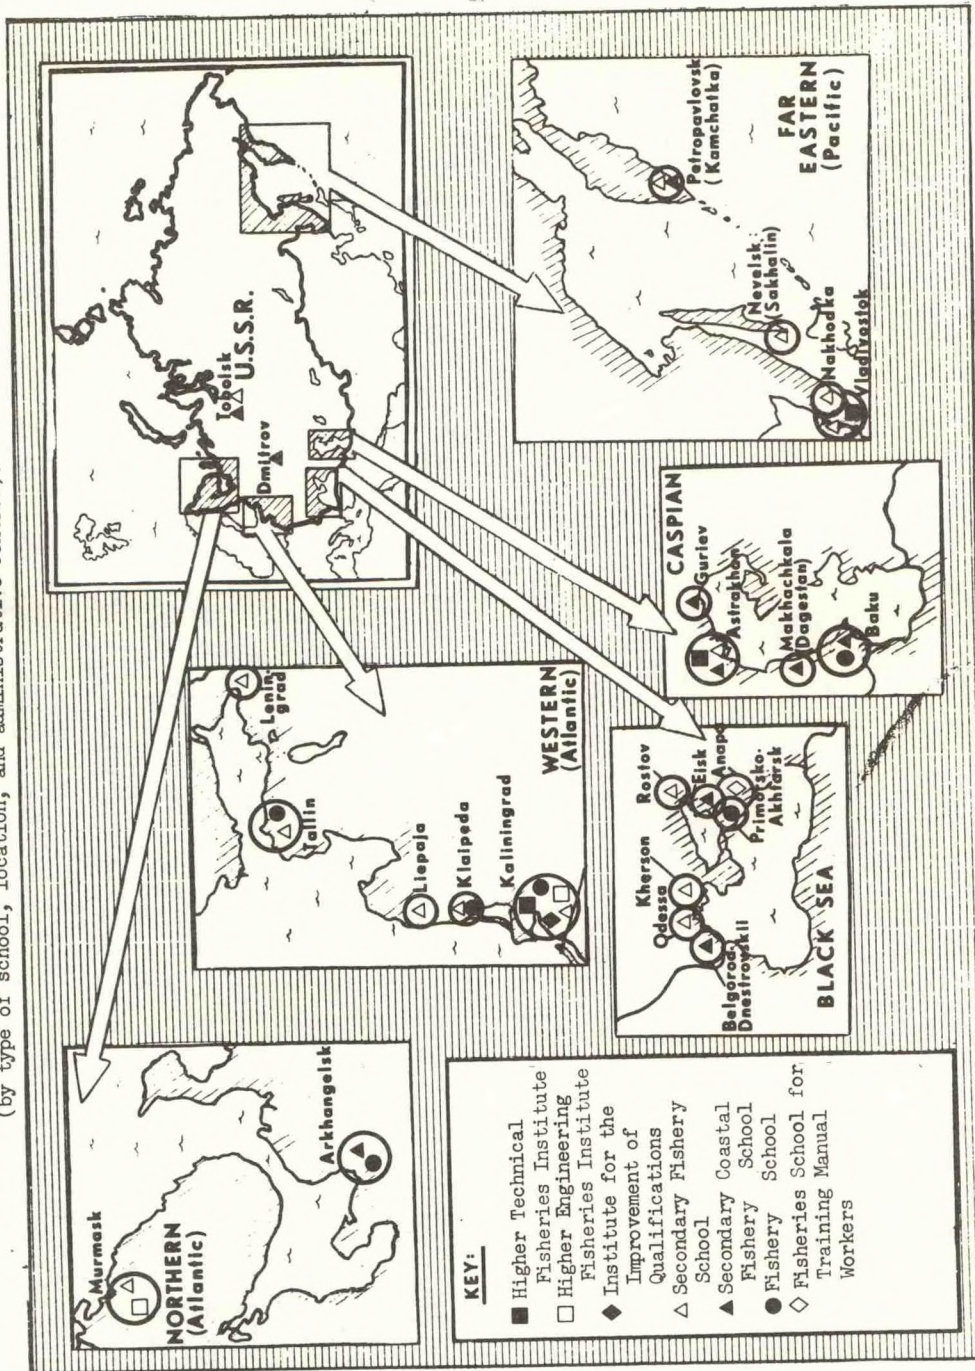 (by type of school, location, and administrative
Tobolsk
U.S.S.R.
Dmitrov
NORTHERN
(Atlantic)
Murmask
Arkhangelsk
WESTERN
(Atlantic)
Lenin-
grad
Tallin
Liepaja
Klaipeda
Kaliningrad
BLACK SEA
Belgorod-
Dnestrovskii
Odessa
Kherson
Rostov
Eisk
Anapa
Primorsko-
Akhtarsk
CASPIAN
Guriev
Astrakhan
Makhachkala
Dagestan)
Baku
FAR
EASTERN
(Pacific)
Petropavlovsk
(Kamchatka)
Nevelsk
(Sakhalin)
Nakhodka
Vladivostok
KEY:
Higher Technical
Fisheries Institute
Higher Engineering
Fisheries Institute
Institute for the
Improvement of
Qualifications
Secondary Fishery
School
Secondary Coastal
Fishery School
Fishery School
Fisheries School for
Training Manual
Workers